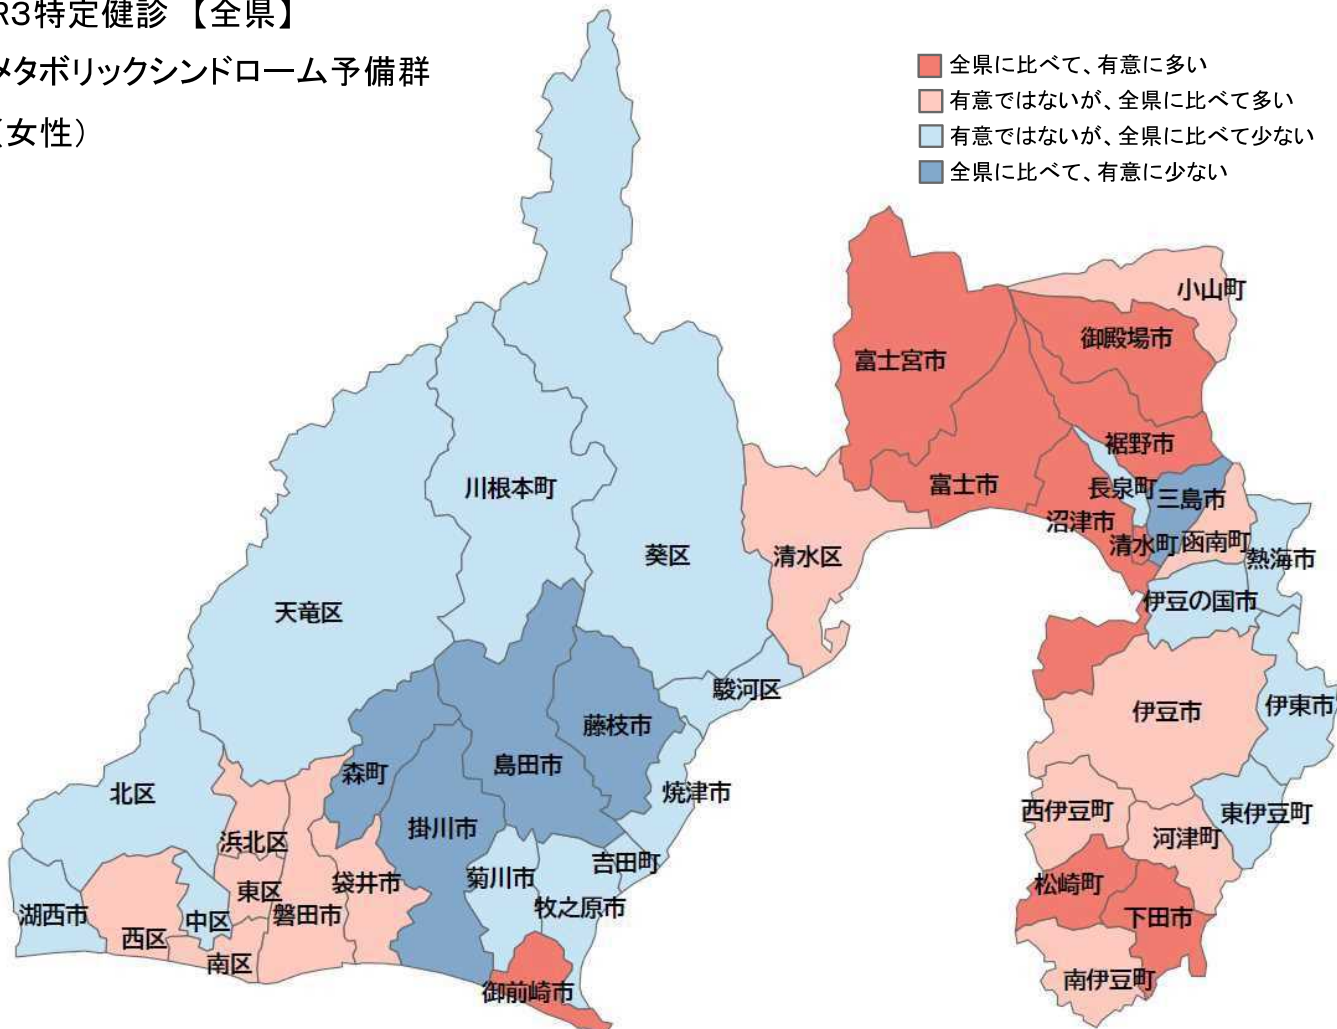 R3特定健診 【全県】
メタボリックシンドローム予備群
(女性)
全県に比べて、有意に多い
有意ではないが、全県に比べて多い
有意ではないが、全県に比べて少ない
全県に比べて、有意に少ない
小山町
御殿場市
富士宮市
裾野市
富士市
長泉町
三島市
沼津市
清水町
函南町
熱海市
川根本町
葵区
清水区
天竜区
伊豆の国市
駿河区
伊豆市
伊東市
藤枝市
島田市
森町
北区
焼津市
西伊豆町
東伊豆町
掛川市
浜北区
河津町
吉田町
菊川市
袋井市
東区
松崎町
牧之原市
湖西市
中区
磐田市
下田市
西区
南区
南伊豆町
御前崎市